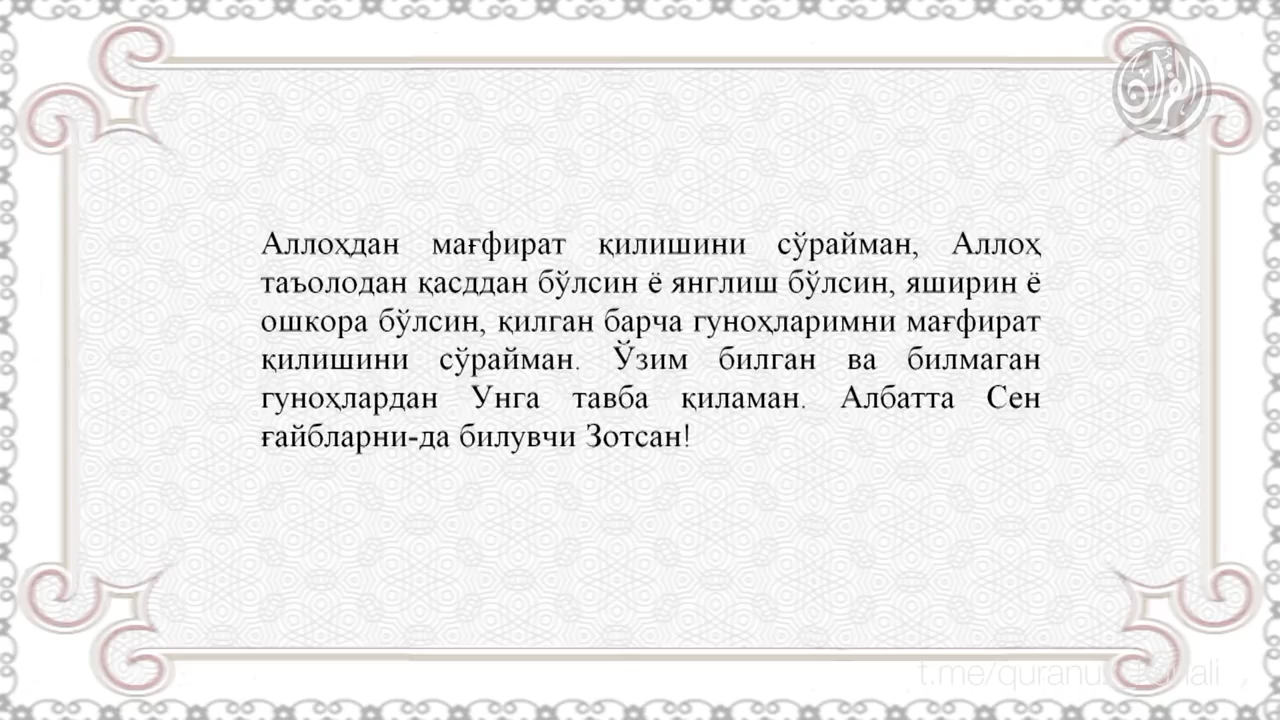 القرآن
Аллоҳдан мағфират қилишини сўрайман, Аллоҳ
таъолодан қасддан бўлсин ё янглиш бўлсин, яширин ё
ошкора бўлсин, қилган барча гуноҳларимни мағфират
қилишини сўрайман. Ўзим билган ва билмаган
гуноҳлардан Унга тавба қиламан. Албатта Сен
ғайбларни-да билувчи Зотсан!